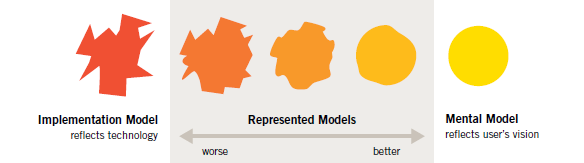 Implementation Model
reflects technology
Represented Models
worse
better
Mental Model
reflects user's vision